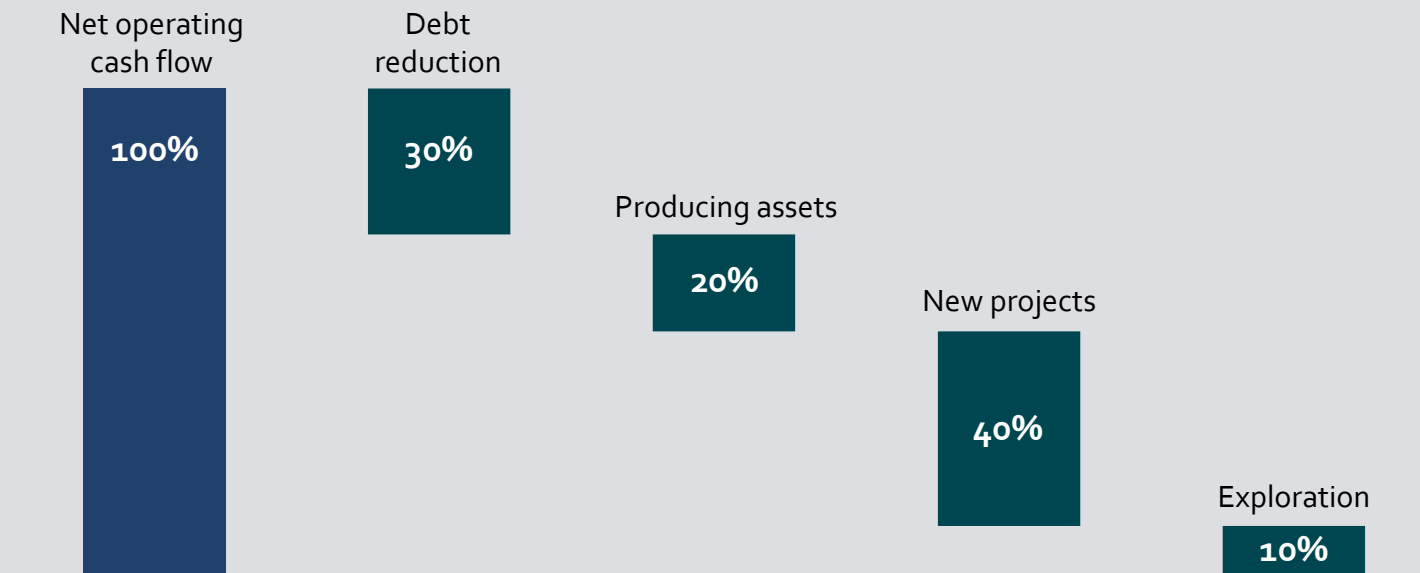 Net operating
cash flow
100%
Debt
reduction
30%
Producing assets
20%
New projects
40%
Exploration
10%